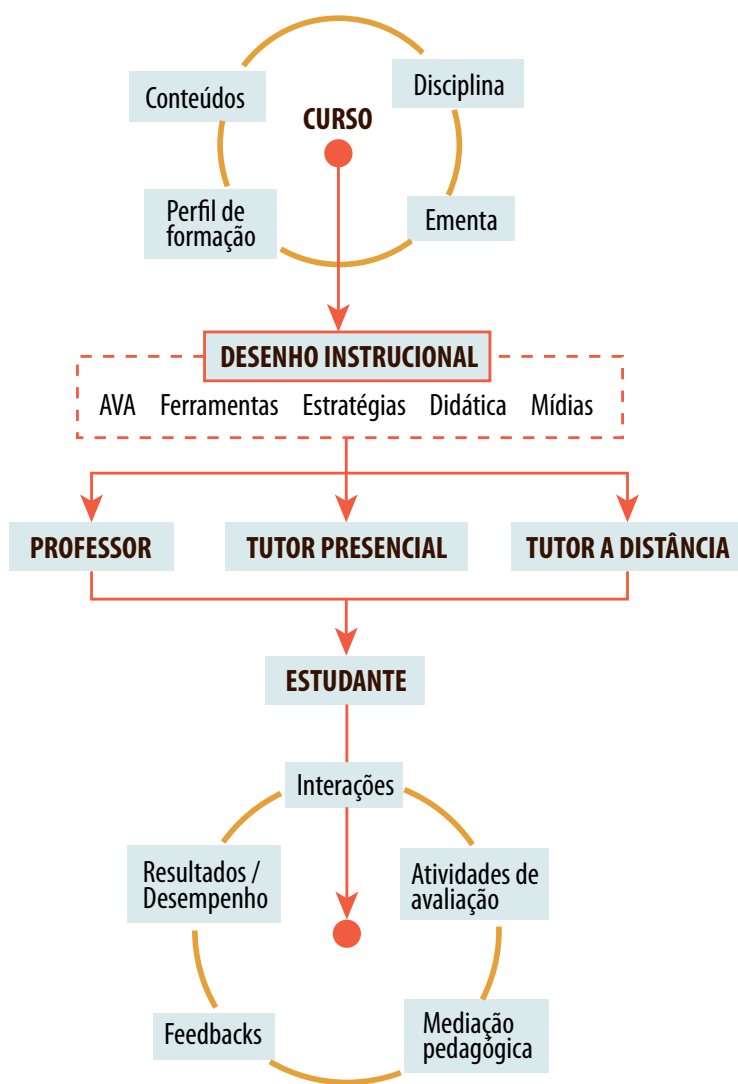 Conteúdos
Disciplina
CURSO
Perfil de
formação
Ementa
DESENHO INSTRUCIONAL
AVA Ferramentas Estratégias Didática Mídias
PROFESSOR
TUTOR PRESENCIAL
TUTOR A DISTÂNCIA
ESTUDANTE
Interações
Resultados /
Desempenho
Atividades de
avaliação
Feedbacks
Mediação
pedagógica